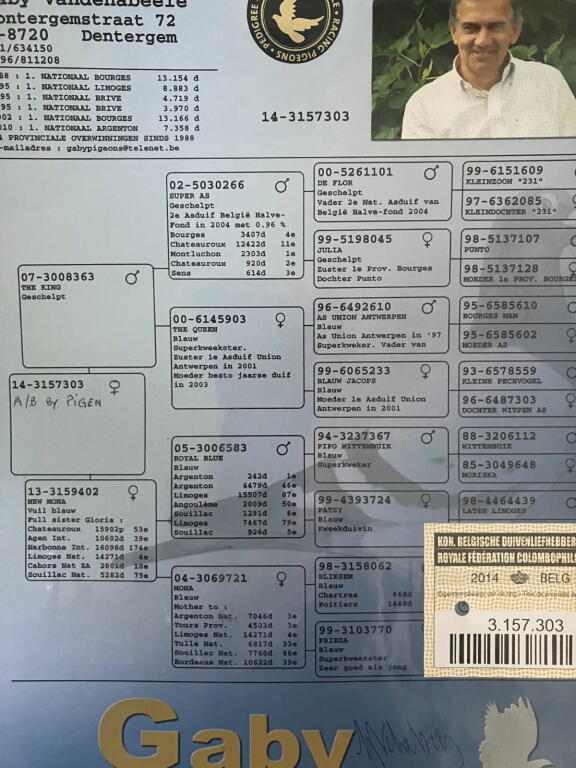 Gaby Vandenabeele
ontergemstraat 72
-8720 Dentergem
1/634150
96/811208
88 : 1. NATIONAAL BOURGES 13.154 d
95 : 1. NATIONAAL LIMOGES 8.883 d
95 : 1. NATIONAAL BRIVE 4.719 d
95 : 1. NATIONAAL BRIVE 3.970 d
002 : 1. NATIONAAL BOURGES 13.166 d
010 : 1. NATIONAAL ARGENTON 7.358 d
PROVINCIALE OVERWINNINGEN SINDS 1988
-mailadres : gabypigeons@telenet.be
PEDIGREE
RACING PIGEONS
14-3157303
07-3008363
THE KING
Geschelpt
14-3157303
A/B BY PiGEN
13-3159402
NEW MONA
Vuil blauw
Full sister Gloria :
Chateauroux 15902p 53e
Agen Int. 10602d 39e
Narbonne Int. 16098d 174e
Limoges Nat. 14271d 4e
Cahors Nat ZA 2801d 10e
Souillac Nat. 5282d 75e
02-5030266
SUPER AS
Geschelpt
2e Asduif België Halve-
Fond in 2004 met 0.96 %
Bourges 3407d 4e
Chateauroux 12422d 11e
Montluchon 2303d 1e
Chateauroux 920d 2e
Sens 614d 3e
00-6145903
THE QUEEN
Blauw
Superkweekster.
Zuster 1e Asduif Union
Antwerpen in 2001
Moeder beste jaarse duif
in 2003
05-3006583
ROYAL BLUE
Blauw
Argenton 242d 1e
Argenton 4479d 46e
Limoges 15507d 87e
Angoulème 2009d 50e
Souillac 1291d 6e
Limoges 7467d 79e
Souillac 926d 5e
04-3069721
MONA
Blauw
Mother to :
Argenton Nat. 7046d 3e
Tours Prov. 4503d 3e
Limoges Nat. 14271d 4e
Tulle Nat. 6817d 33e
Souillac Nat. 7760d 66e
Bordeaux Nat. 10622d 39e
00-5261101
DE FLOR
Geschelpt
Vader 2e Nat. Asduif van
België Half-fond 2004
99-5198045
JULIA
Geschelpt
Zuster 1e Prov. Bourges
Dochter Punto
96-6492610
AS UNION ANTWERPEN
Blauw
As Union Antwerpen in '97
Superkweker. Vader van
99-6065233
BLAUW JACOPS
Blauw
Moeder 1e Asduif Union
Antwerpen in 2001
94-3237367
PIPO WITTENBUIK
Blauw
Superkweker
99-4393724
PATSY
Blauw
Kweekduivin
98-3158062
BLIKSEM
Blauw
Chartres 668d
Poitiers 1448d
99-3103770
FRIEDA
Blauw
Superkweekster
Zeer goed als jong
99-6151609
KLEINZOON "231"
97-6362085
KLEINDOCHTER "231"
98-5137107
PUNTO
98-5137128
MOEDER 1e PROV. BOURGES
95-6585610
BOURGES MAN
95-6585602
MOEDER AS
93-6578559
KLEINE PECHVOGEL
96-6487303
DOCHTER WITPEN AS
88-3206112
WITTENBUIK
85-3049648
MORISKA
98-4464439
LATEN LIMOGES
KON. BELGISCHE DUIVENLIEFHEBBER
ROYALE FÉDÉRATION COLOMBOPHILE
2014 BELG
3.157.303
Gaby